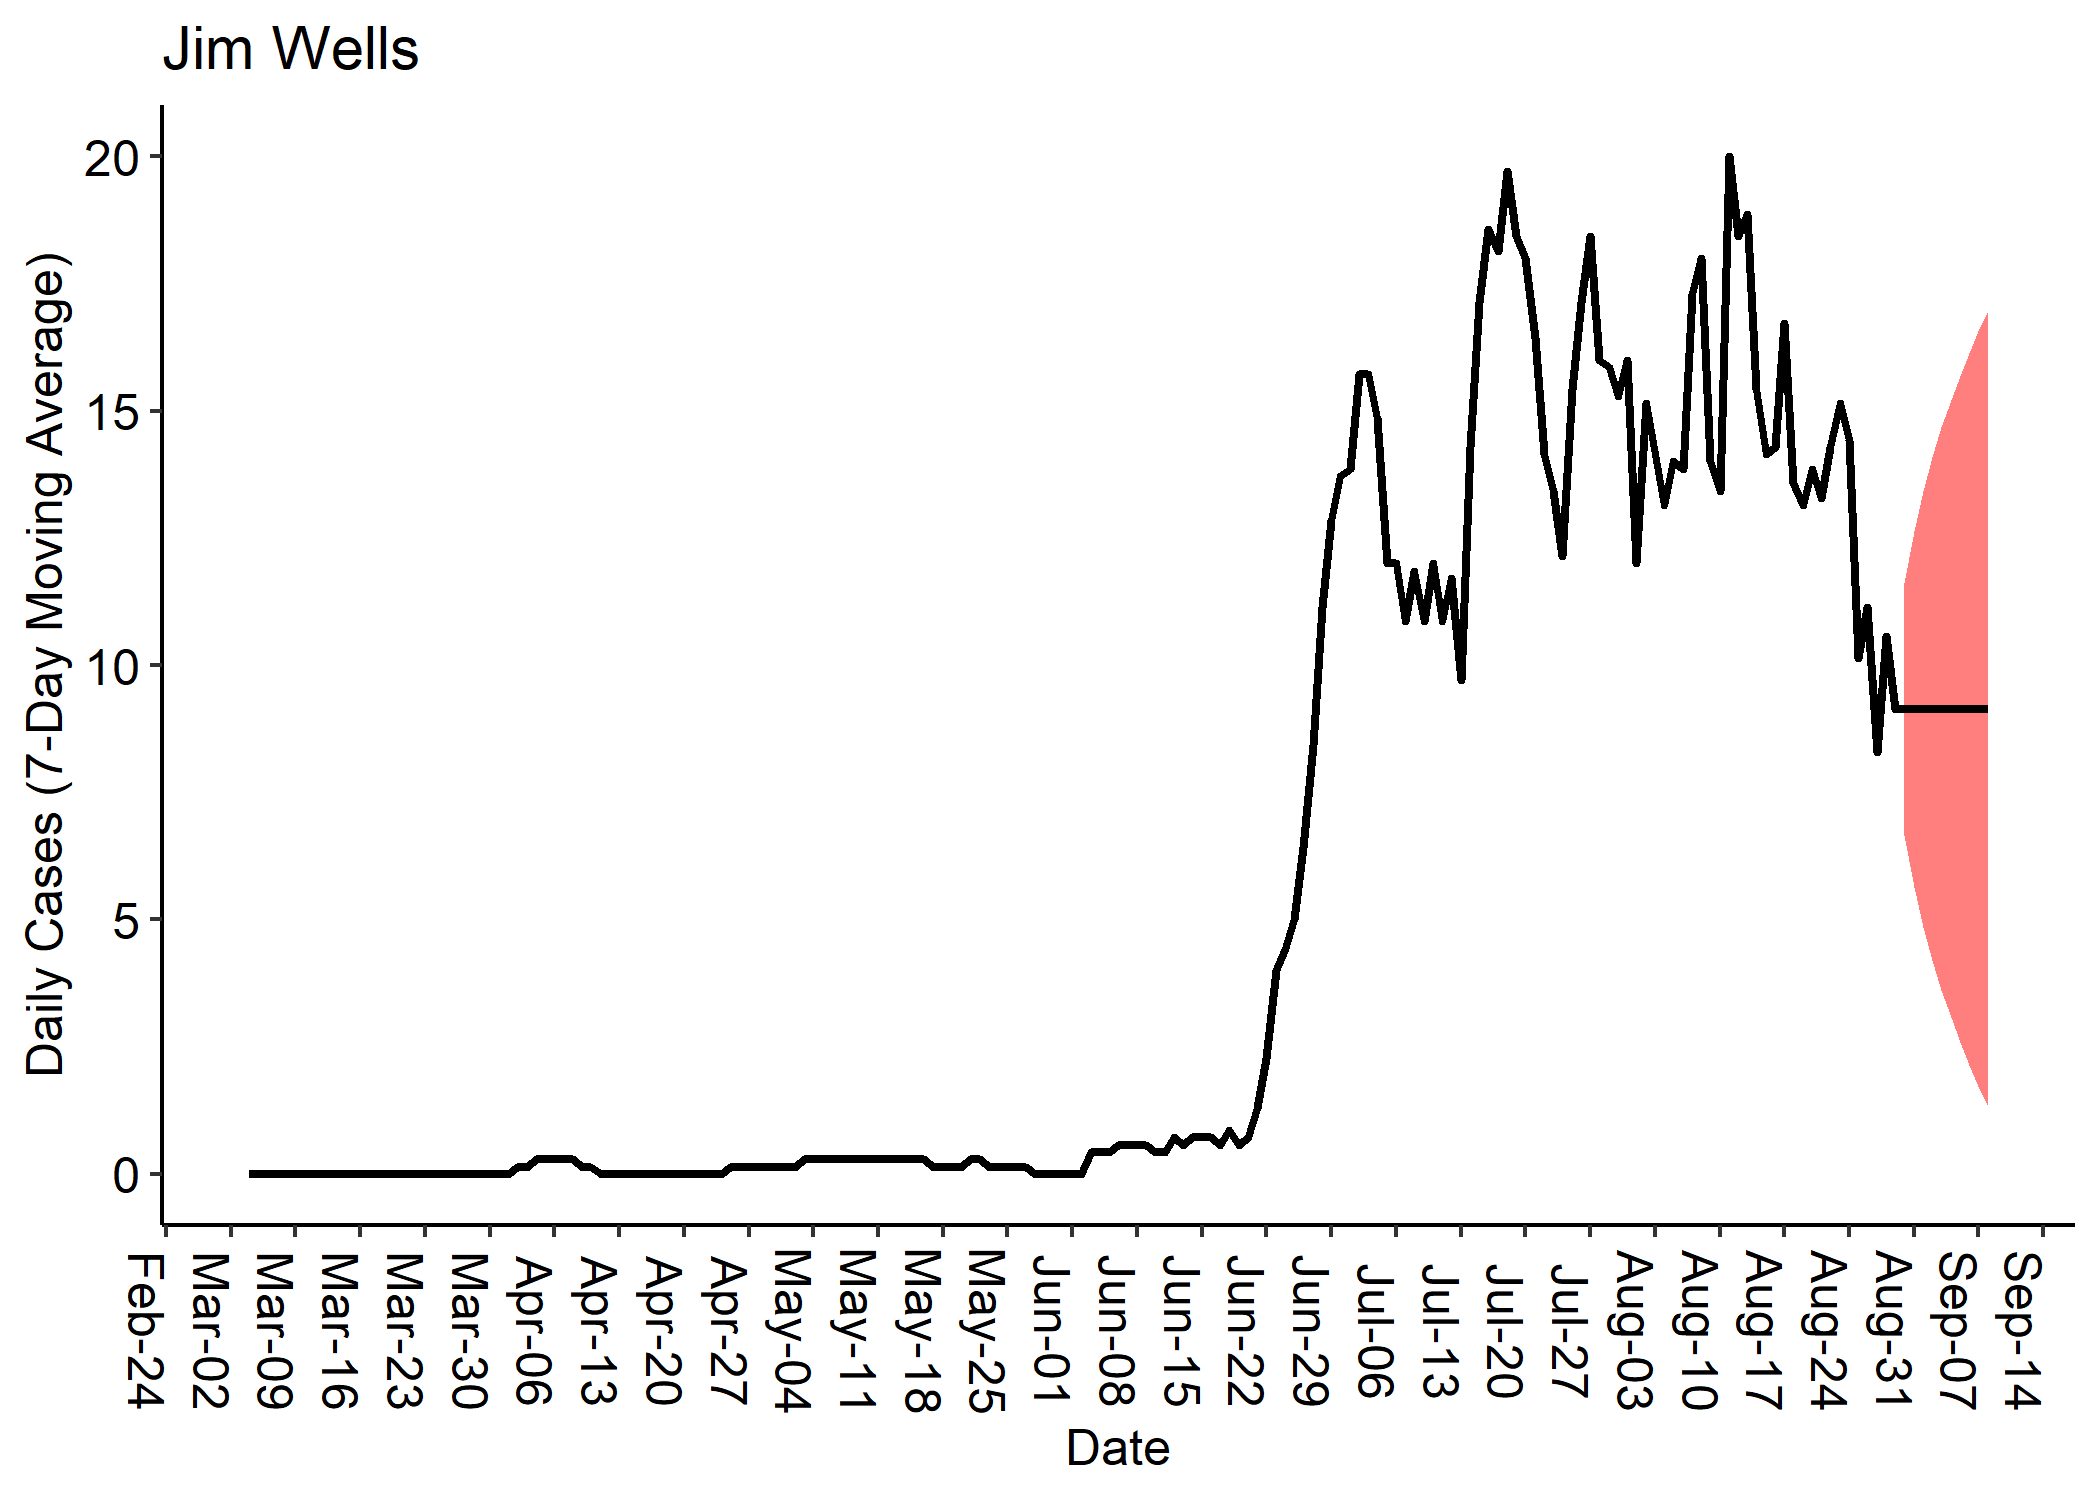 Jim Wells
Daily Cases (7-Day Moving Average)
20
15
10
5
0
Feb-24
Mar-02
Mar-09
Mar-16
Mar-23
Mar-30
Apr-06
Apr-13
Apr-20
Apr-27
May-04
May-11
May-18
May-25
Jun-01
Jun-08
Jun-15
Jun-22
Jun-29
Jul-06
Jul-13
Jul-20
Jul-27
Aug-03
Aug-10
Aug-17
Aug-24
Aug-31
Sep-07
Sep-14
Date